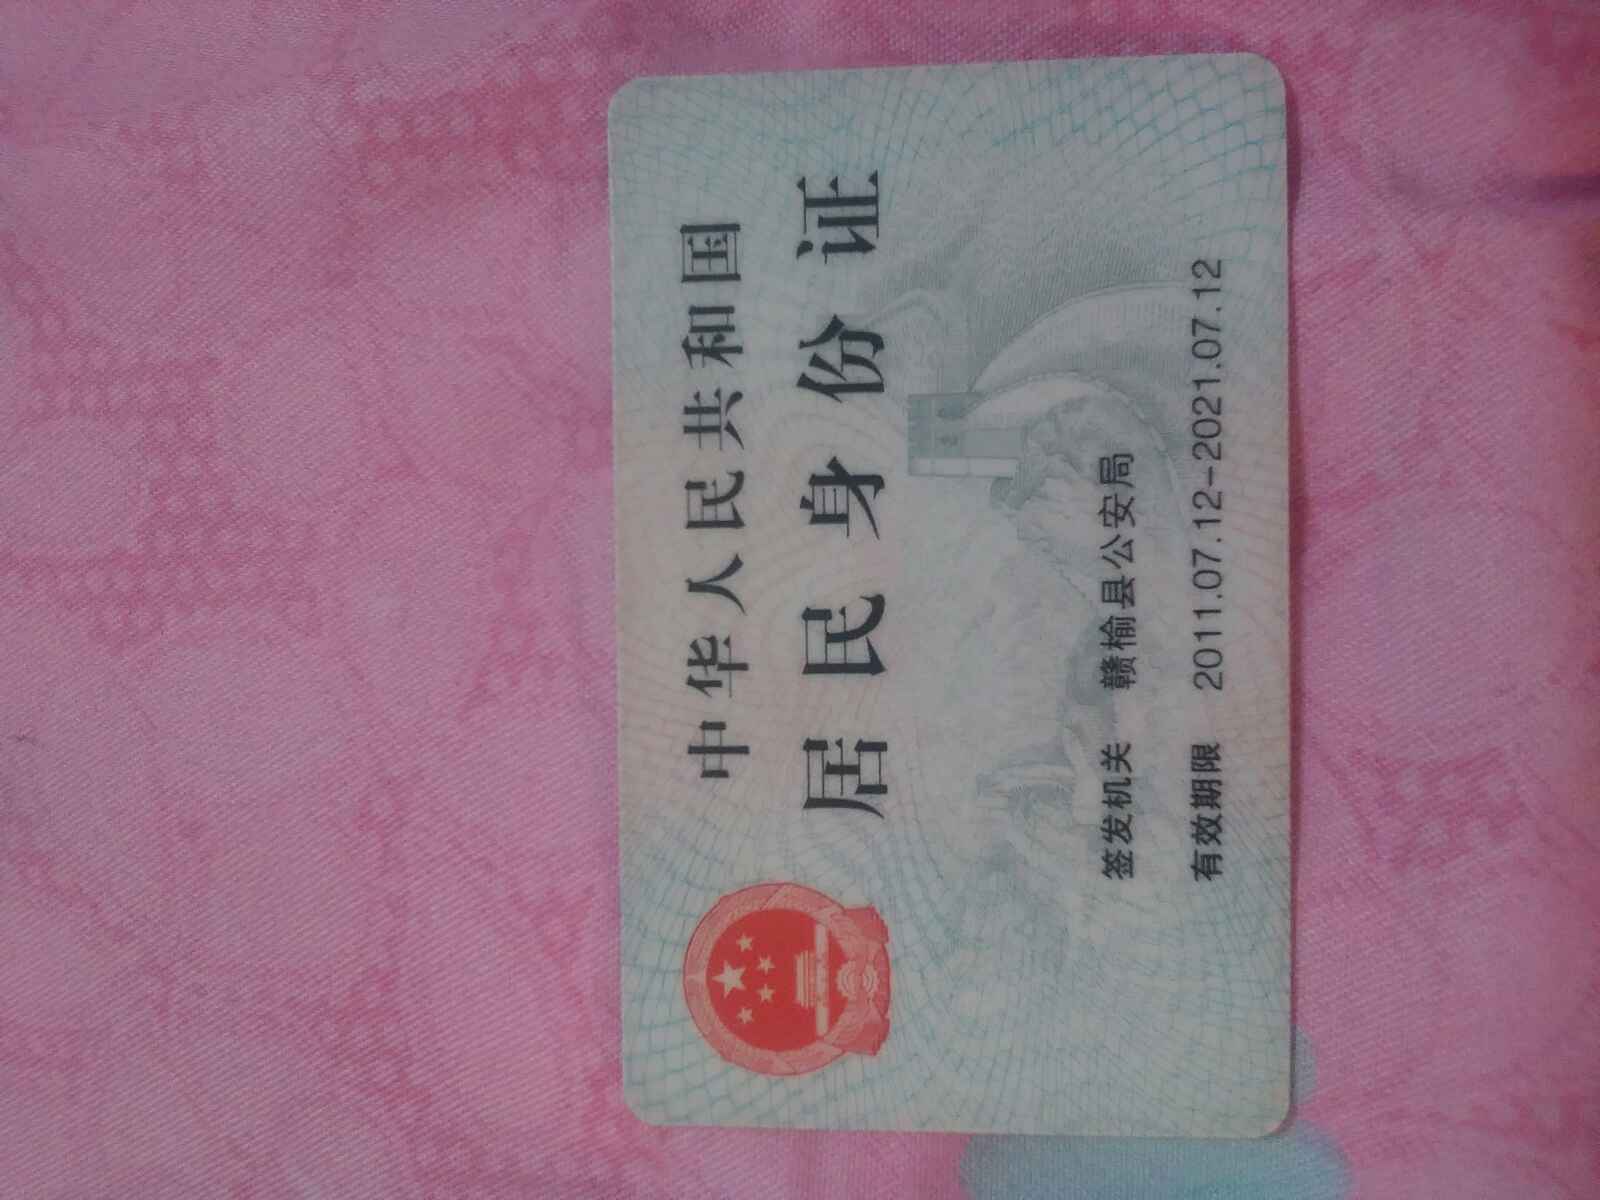 中华人民共和国
居民身份证
签发机关 赣榆县公安局
有效期限 2011.07.12-2021.07.12